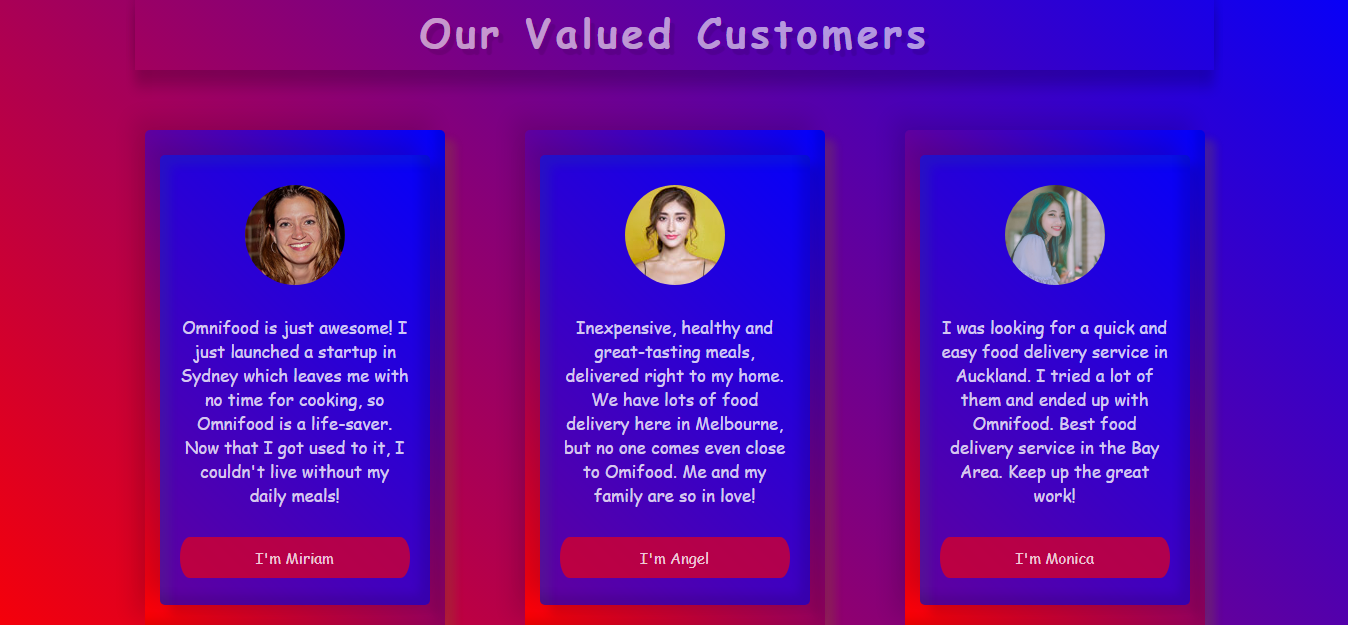 Our Valued Customers
Omnifood is just awesome! I
just launched a startup in
Sydney which leaves me with
no time for cooking, so
Omnifood is a life-saver.
Now that I got used to it, I
couldn't live without my
daily meals!
I'm Miriam
Inexpensive, healthy and
great-tasting meals,
delivered right to my home.
We have lots of food
delivery here in Melbourne,
but no one comes even close
to Omifood. Me and my
family are so in love!
I'm Angel
I was looking for a quick and
easy food delivery service in
Auckland. I tried a lot of
them and ended up with
Omnifood. Best food
delivery service in the Bay
Area. Keep up the great
work!
I'm Monica